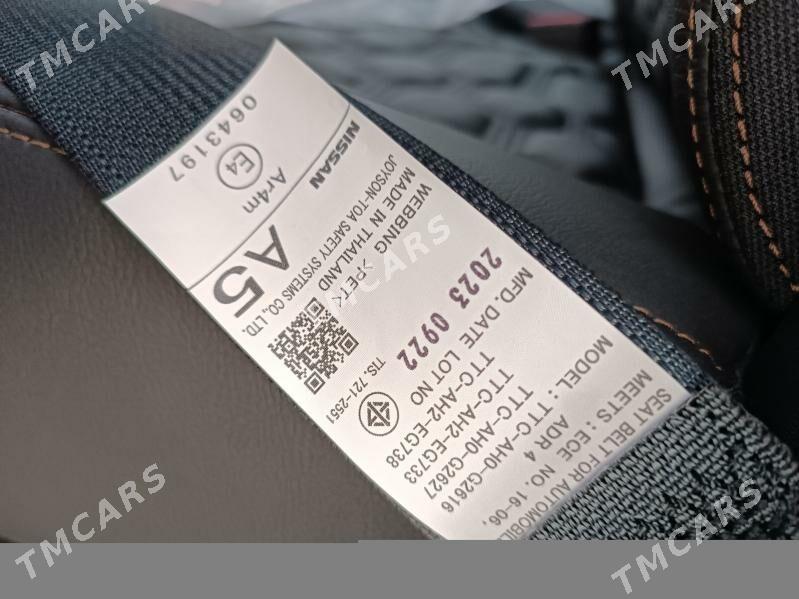 SEAT BELT FOR AUTOMOBIL
MEETS : ECE NO. 16-06,
ADR 4
MODEL : TTC-AH0-G2616
TTC-AH0-G2627
TTC-AH2-EG733
TTC-AH2-EG738
MFD. DATE LOT NO
2023 0922
WEBBING >PET<
MADE IN THAILAND
JOYSON-TOA SAFETY SYSTEMS CO.,LTD.
TIS.721-2551
NISSAN
A5
Ar4m
E4
0643197
TMCARS
TMCARS
TMCARS
TMCARS
TMCARS